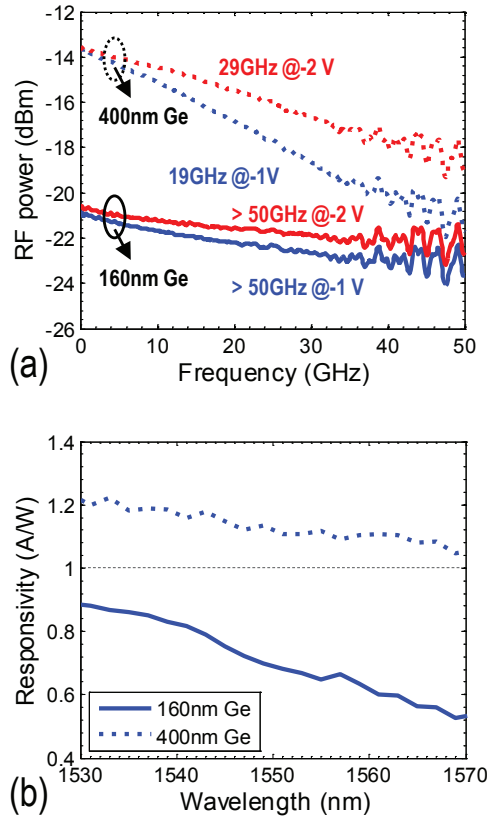 -12
-14
-16
-18
-20
-22
-24
-26
RF power (dBm)
29GHz @-2 V
400nm Ge
19GHz @-1V
> 50GHz @-2 V
160nm Ge
> 50GHz @-1 V
0 10 20 30 40 50
Frequency (GHz)
(a)
1.4
1.2
1
0.8
0.6
0.4
Responsivity (A/W)
160nm Ge
400nm Ge
1530 1540 1550 1560 1570
Wavelength (nm)
(b)